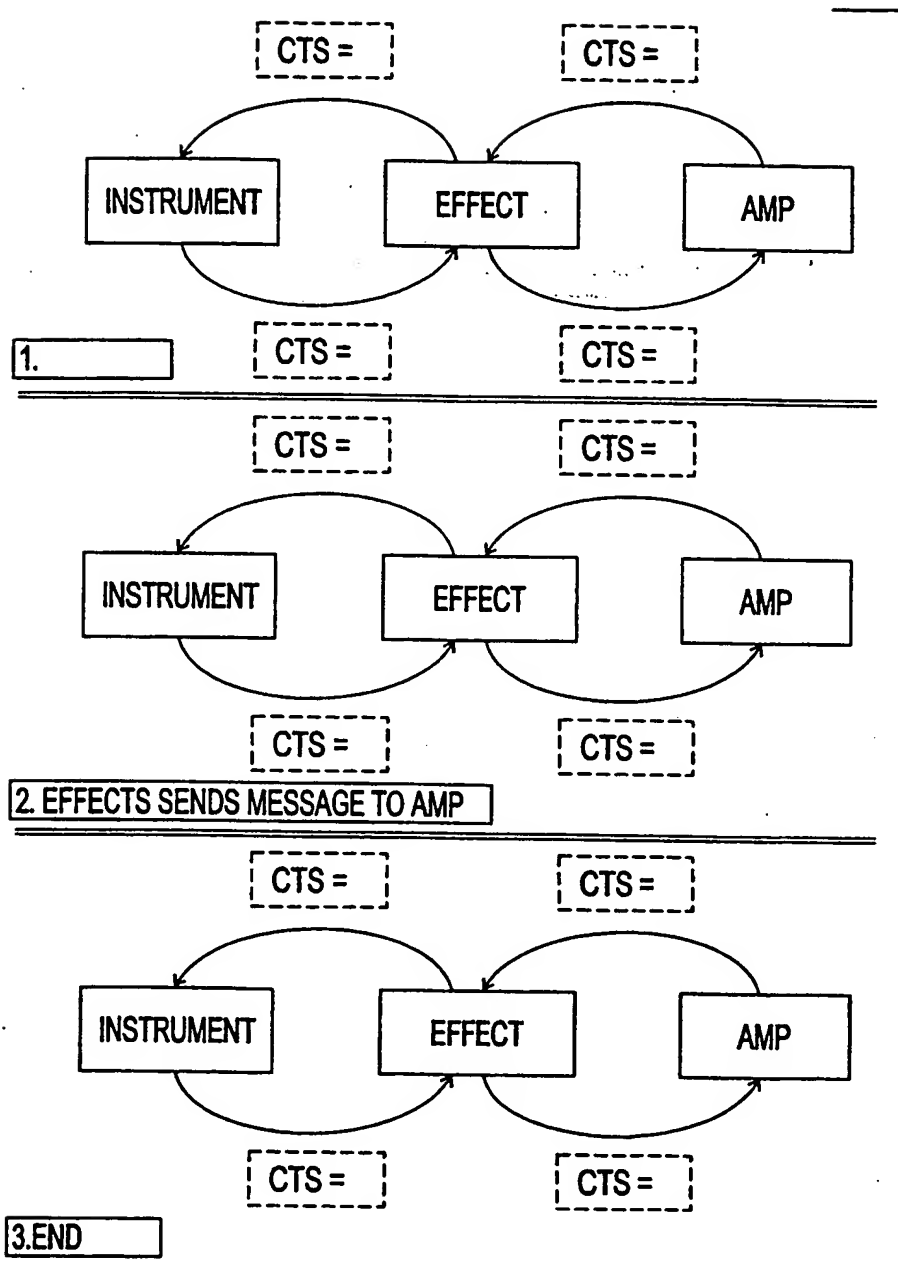 CTS = CTS =
INSTRUMENT EFFECT AMP
CTS = CTS =
1.
CTS = CTS =
INSTRUMENT EFFECT AMP
CTS = CTS =
2. EFFECTS SENDS MESSAGE TO AMP
CTS = CTS =
INSTRUMENT EFFECT AMP
CTS = CTS =
3.END